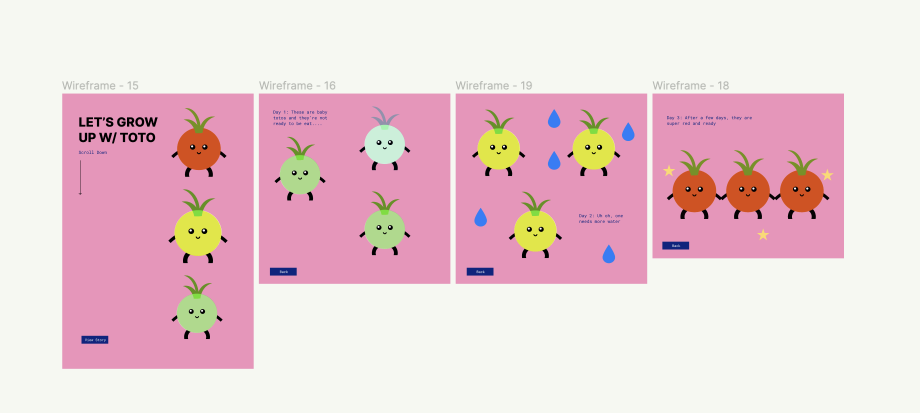 Wireframe - 15
LET'S GROW
UP W/ TOTO
Scroll Down
View Story
Wireframe - 16
Day 1: These are baby
totos and they're not
ready to be eat....
Back
Wireframe - 19
Day 2: Uh oh, one
needs more water
Back
Wireframe - 18
Day 3: After a few days, they are
super red and ready
Back